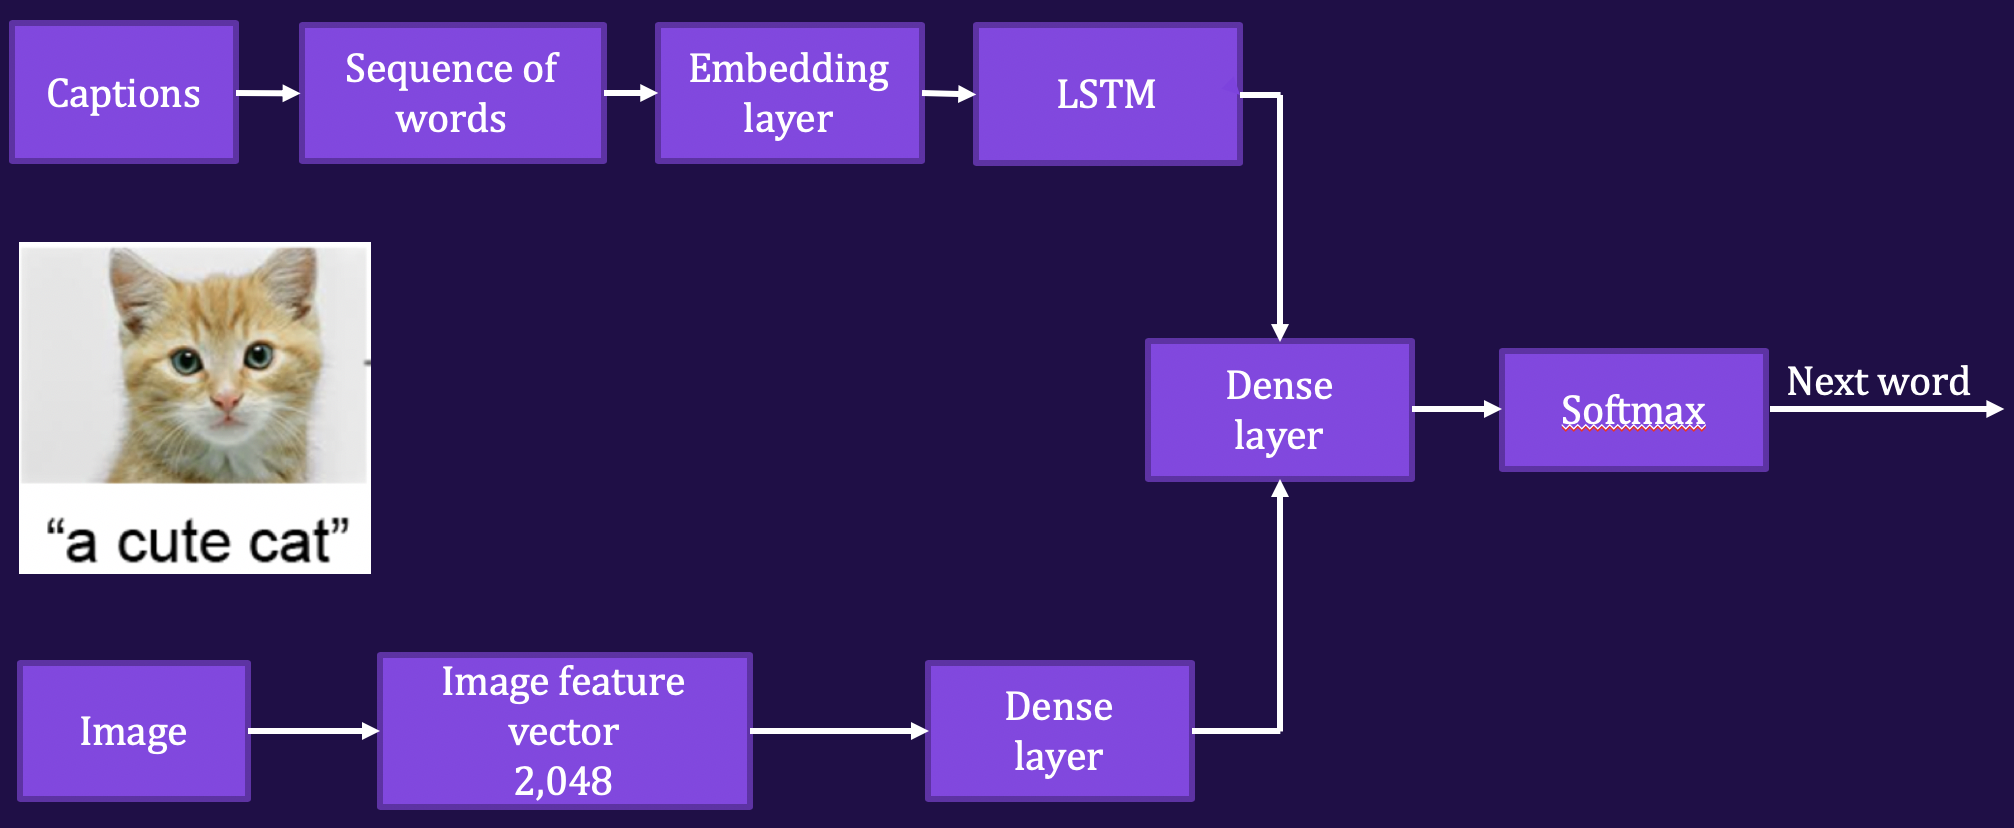 Captions
Sequence of
words
Embedding
layer
LSTM
“a cute cat”
Dense
layer
Softmax
Next word
Image
Image feature
vector
2,048
Dense
layer